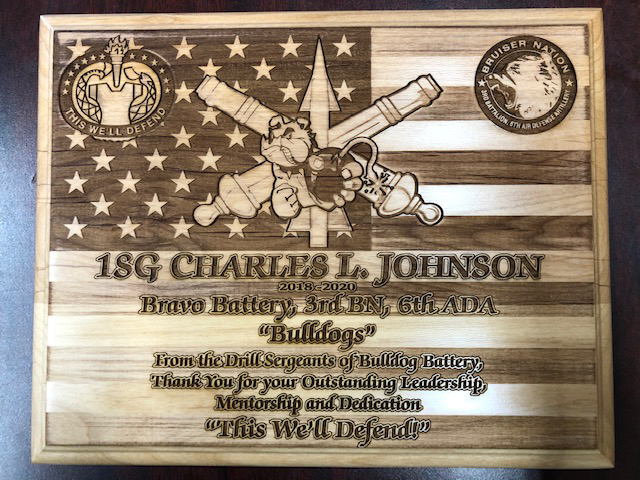 THIS WE'LL DEFEND
BRUISER NATION
3RD BATTALION, 6TH AIR DEFENSE ARTILLERY
1SG CHARLES L. JOHNSON
2018-2020
Bravo Battery, 3rd BN, 6th ADA
"Bulldogs"
From the Drill Sergeants of Bulldog Battery,
Thank You for your Outstanding Leadership,
Mentorship and Dedication
"This We'll Defend!"